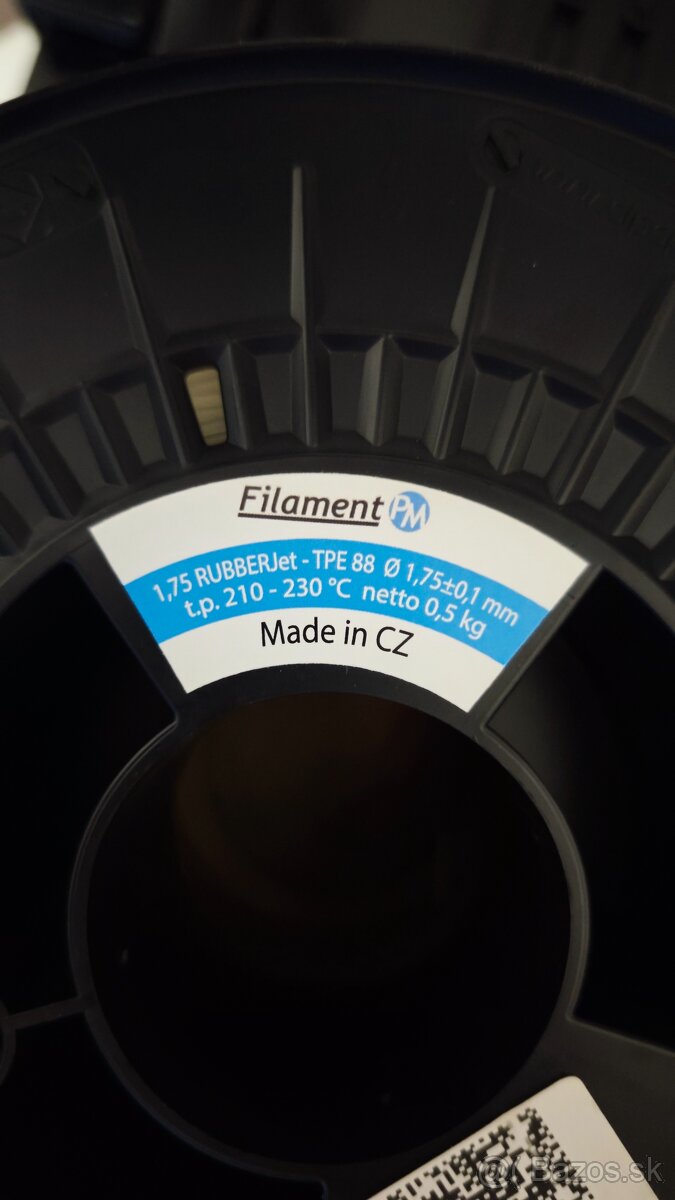 Filament PM
1,75 RUBBERJet - TPE 88 Ø 1,75±0,1 mm
t.p. 210 - 230 °C netto 0,5 kg
Made in CZ
Bazos.sk